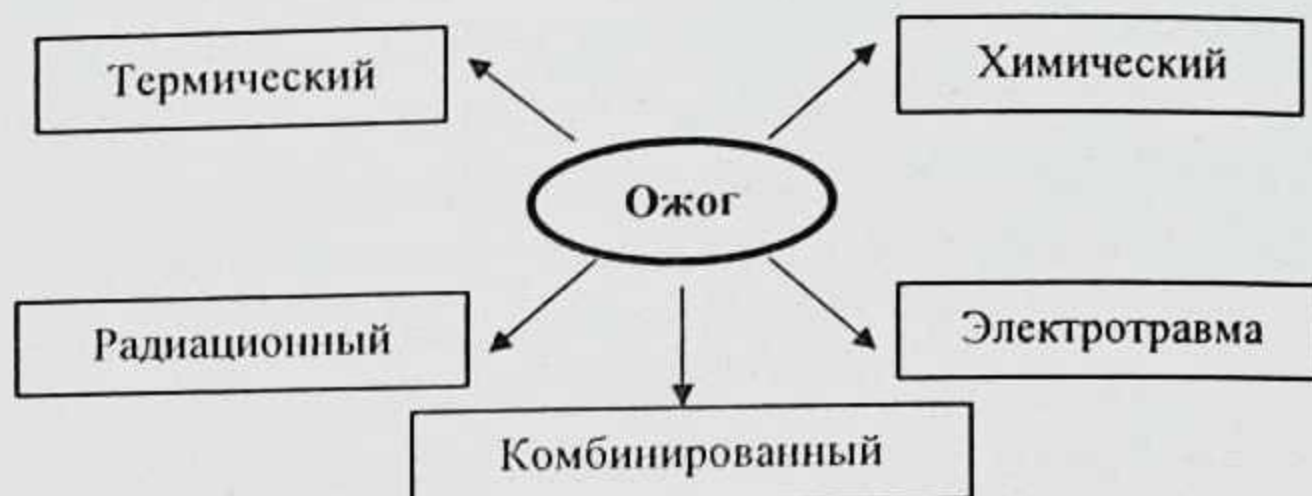 Термический
Химический
Ожог
Радиационный
Электротравма
Комбинированный